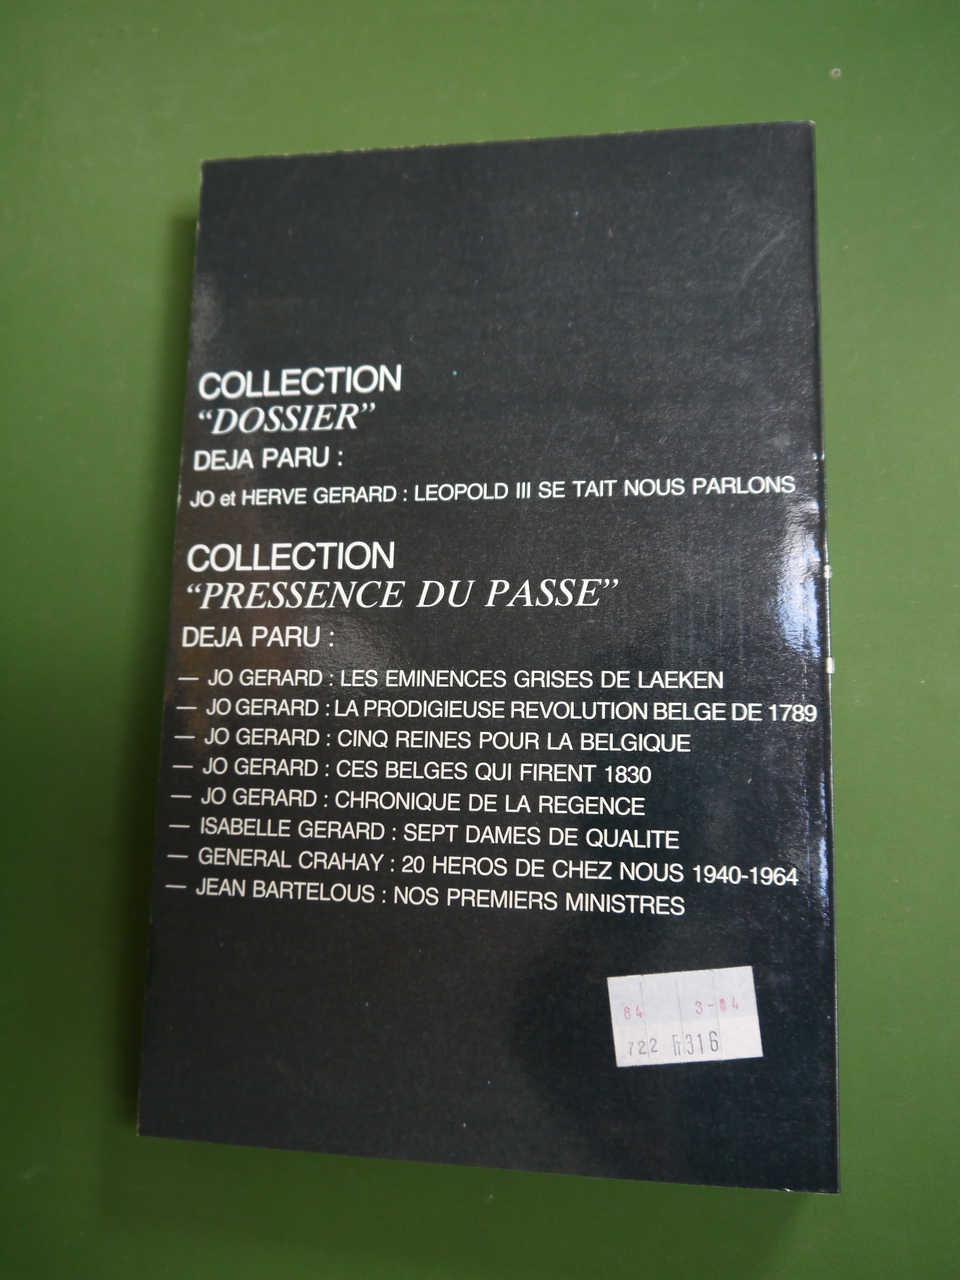 COLLECTION
“DOSSIER”
DEJA PARU :
JO et HERVE GERARD : LEOPOLD III SE TAIT NOUS PARLONS
COLLECTION
“PRESSENCE DU PASSE”
DEJA PARU :
— JO GERARD : LES EMINENCES GRISES DE LAEKEN
— JO GERARD : LA PRODIGIEUSE REVOLUTION BELGE DE 1789
— JO GERARD : CINQ REINES POUR LA BELGIQUE
— JO GERARD : CES BELGES QUI FIRENT 1830
— JO GERARD : CHRONIQUE DE LA REGENCE
— ISABELLE GERARD : SEPT DAMES DE QUALITE
— GENERAL CRAHAY : 20 HEROS DE CHEZ NOUS 1940-1964
— JEAN BARTELOUS : NOS PREMIERS MINISTRES
84 3-84
722 Fr316